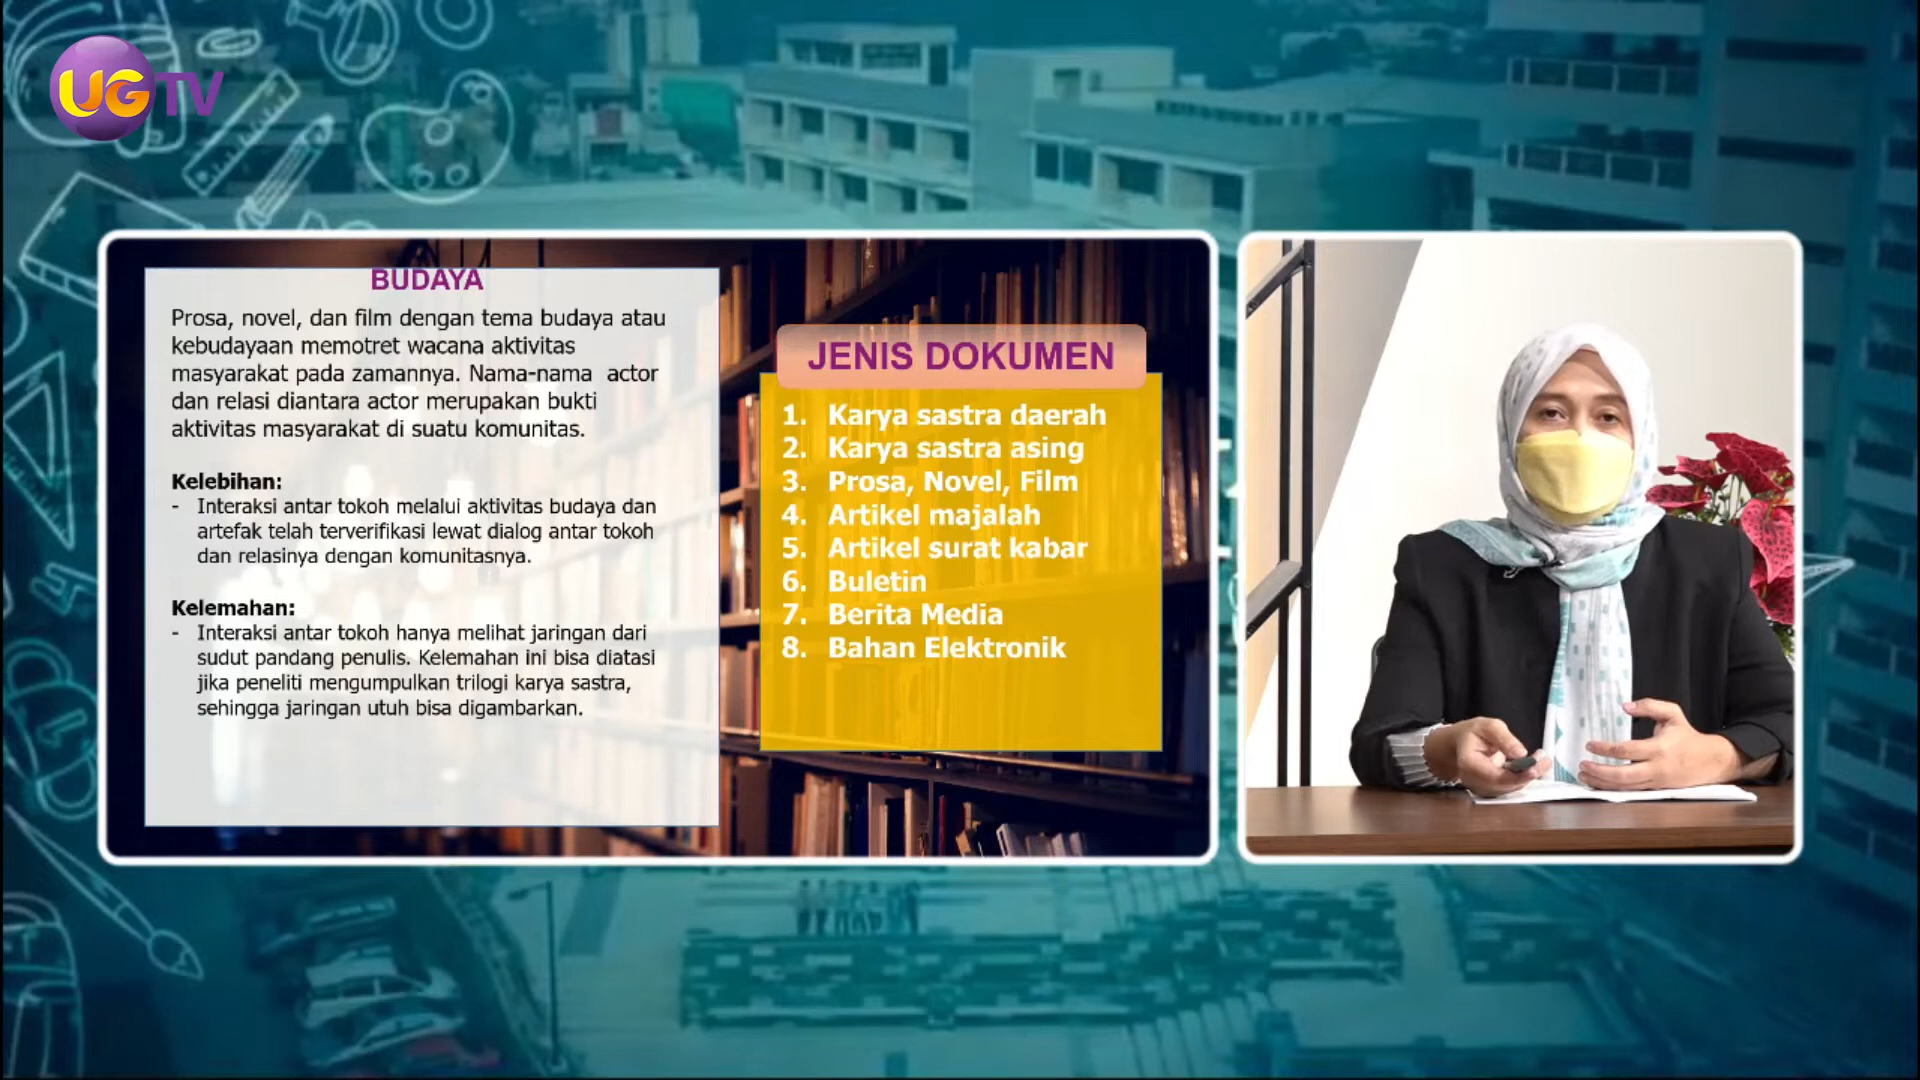 UGTV
BUDAYA
Prosa, novel, dan film dengan tema budaya atau
kebudayaan memotret wacana aktivitas
masyarakat pada zamannya. Nama-nama actor
dan relasi diantara actor merupakan bukti
aktivitas masyarakat di suatu komunitas.
Kelebihan:
- Interaksi antar tokoh melalui aktivitas budaya dan
artefak telah terverifikasi lewat dialog antar tokoh
dan relasinya dengan komunitasnya.
Kelemahan:
- Interaksi antar tokoh hanya melihat jaringan dari
sudut pandang penulis. Kelemahan ini bisa diatasi
jika peneliti mengumpulkan trilogi karya sastra,
sehingga jaringan utuh bisa digambarkan.
JENIS DOKUMEN
1. Karya sastra daerah
2. Karya sastra asing
3. Prosa, Novel, Film
4. Artikel majalah
5. Artikel surat kabar
6. Buletin
7. Berita Media
8. Bahan Elektronik